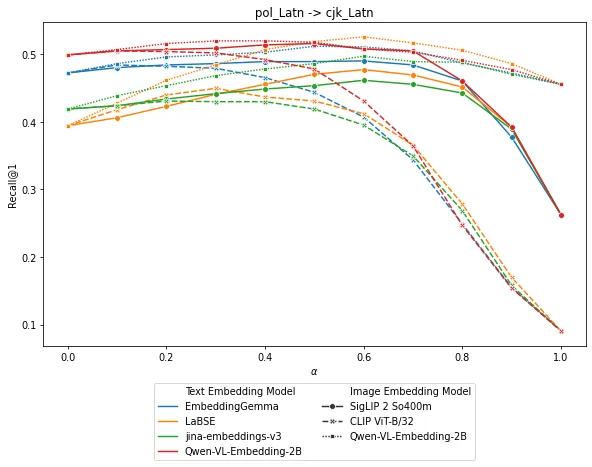 pol_Latn -> cjk_Latn
Recall@1
0.5
0.4
0.3
0.2
0.1
0.0 0.2 0.4 0.6 0.8 1.0
α
Text Embedding Model Image Embedding Model
EmbeddingGemma SigLIP 2 So400m
LaBSE CLIP ViT-B/32
jina-embeddings-v3 Qwen-VL-Embedding-2B
Qwen-VL-Embedding-2B